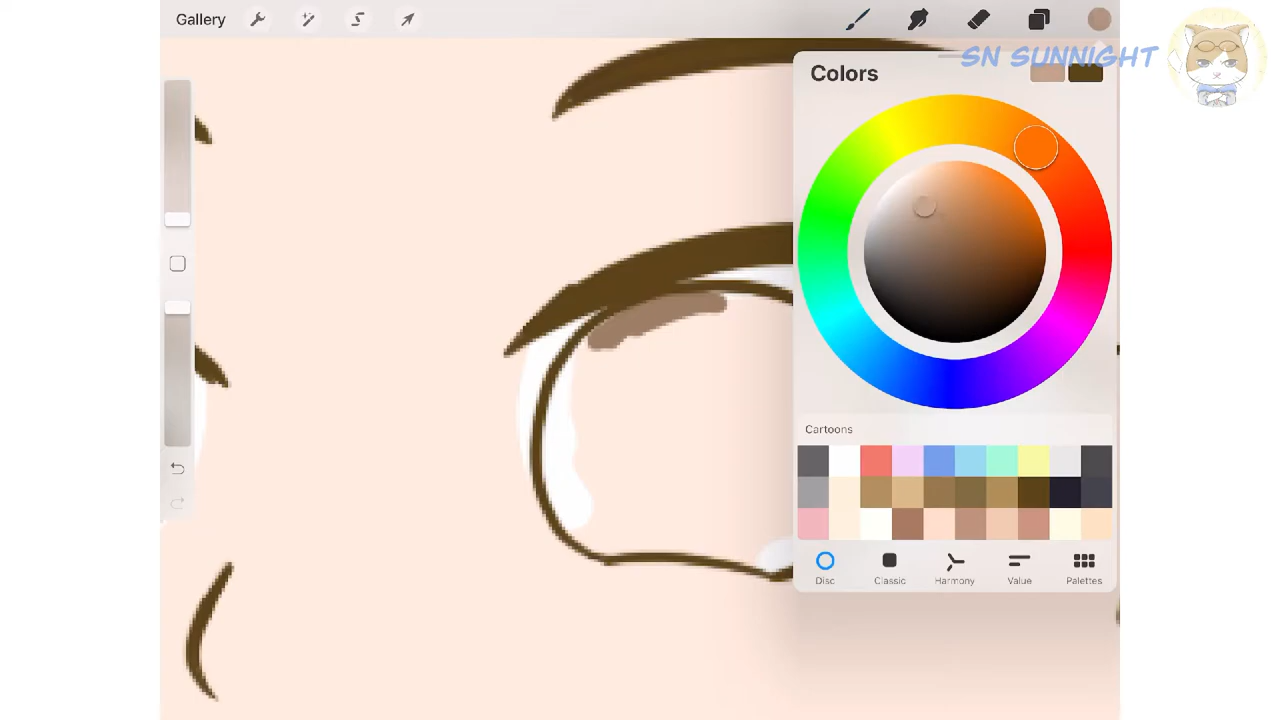 Gallery
SN SUNNIGHT
Colors
Cartoons
Disc
Classic
Harmony
Value
Palettes